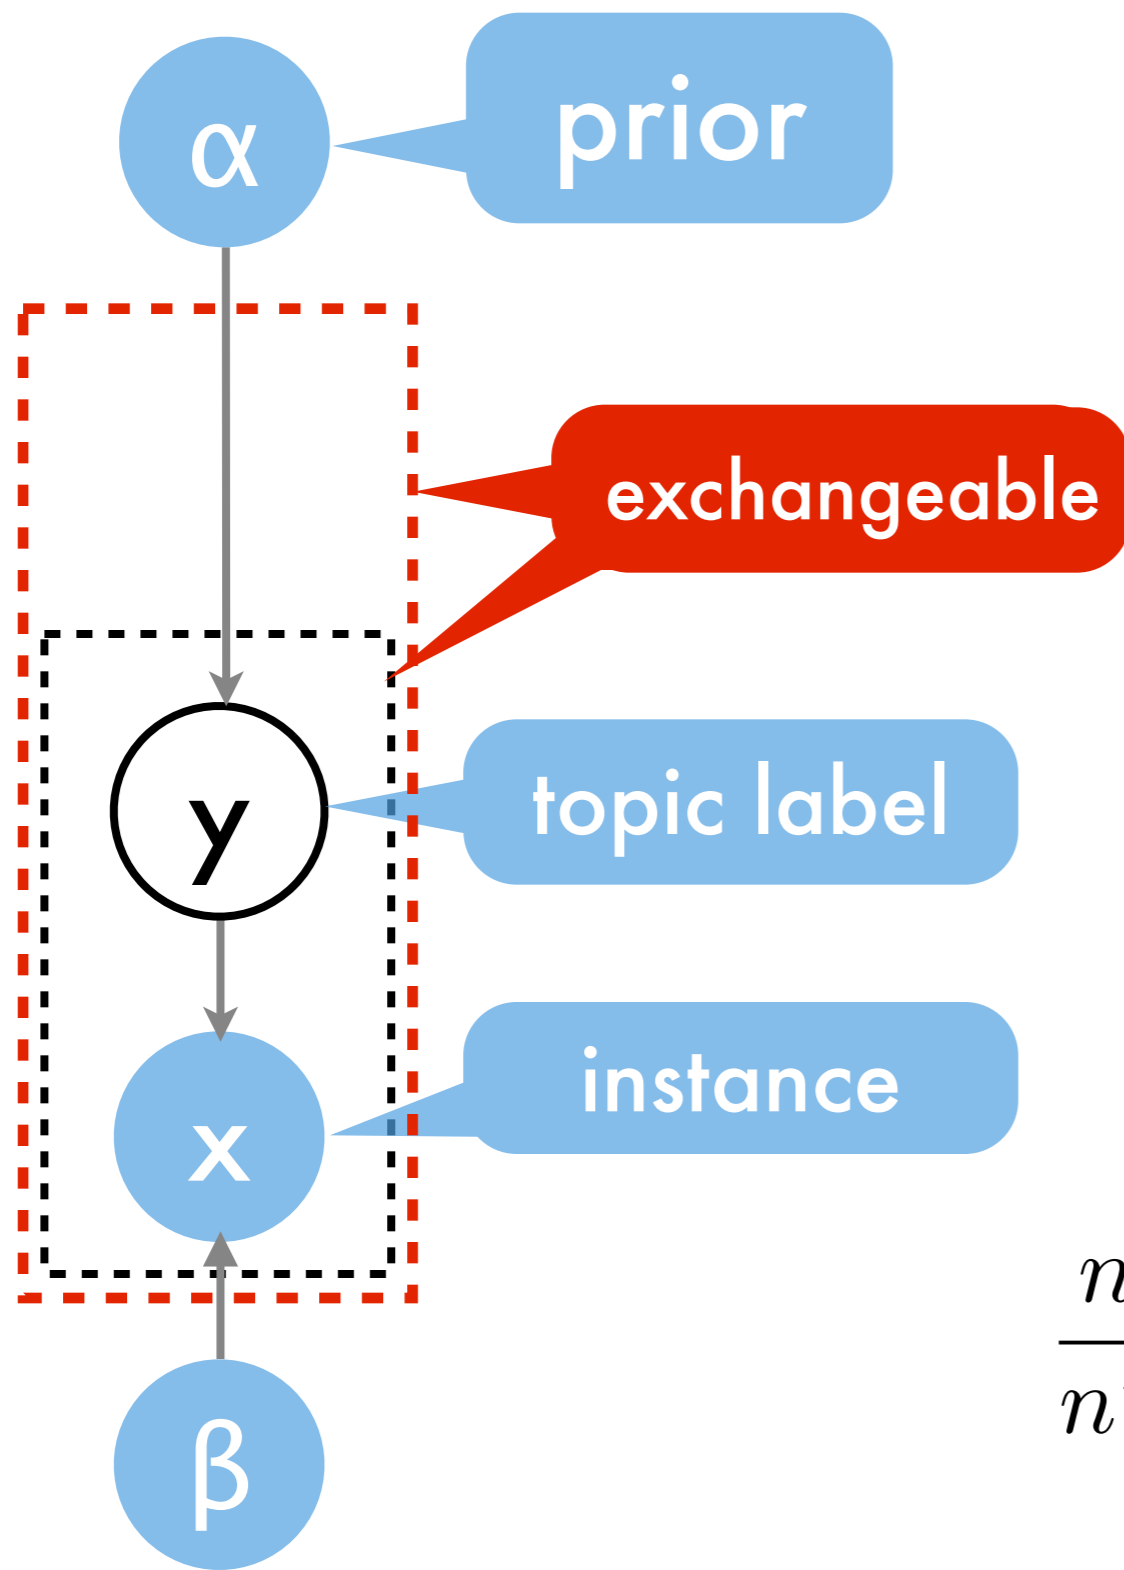 α
prior
exchangeable
y
topic label
x
instance
n
n
β